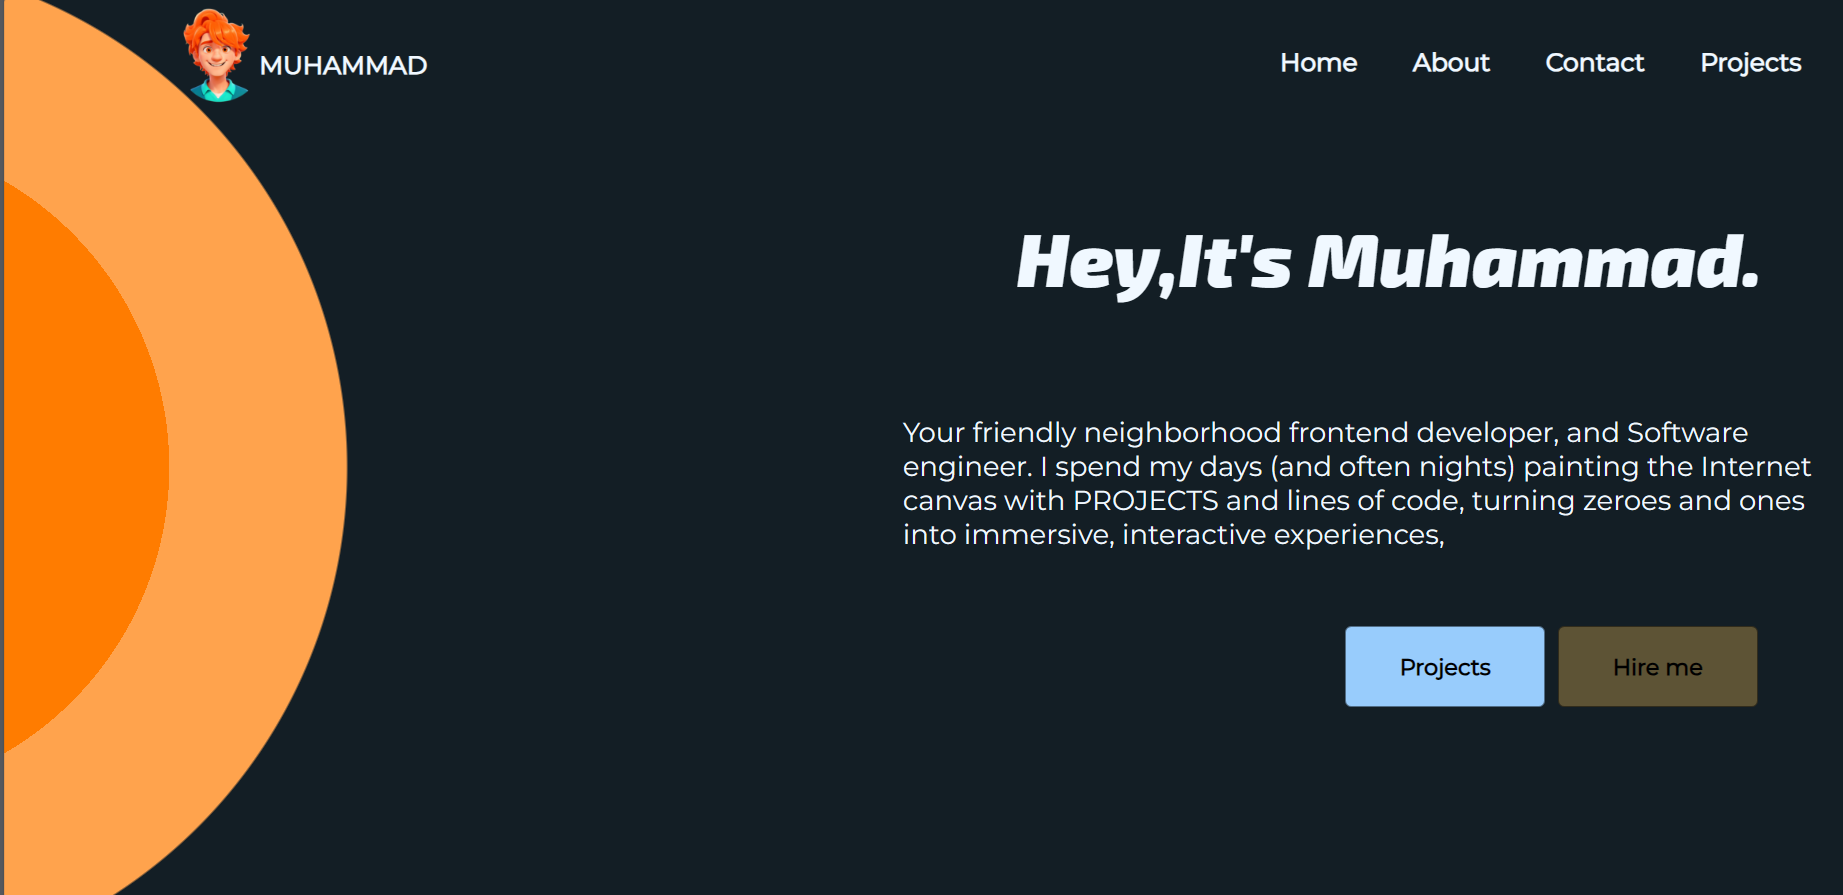 MUHAMMAD
Home About Contact Projects
Hey,It's Muhammad.
Your friendly neighborhood frontend developer, and Software
engineer. I spend my days (and often nights) painting the Internet
canvas with PROJECTS and lines of code, turning zeroes and ones
into immersive, interactive experiences,
Projects Hire me